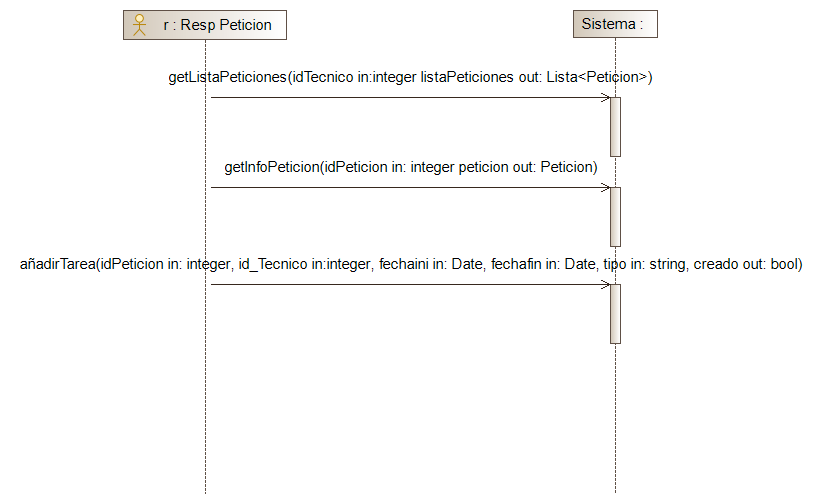 r : Resp Peticion
Sistema :
getListaPeticiones(idTecnico in:integer listaPeticiones out: Lista<Peticion>)
getInfoPeticion(idPeticion in: integer peticion out: Peticion)
añadirTarea(idPeticion in: integer, id_Tecnico in:integer, fechaini in: Date, fechafin in: Date, tipo in: string, creado out: bool)